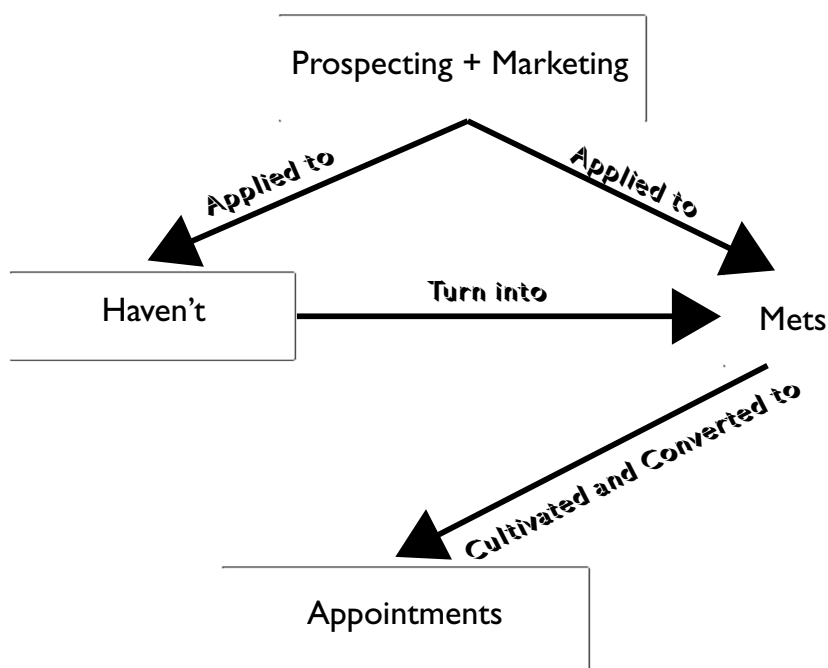 Prospecting + Marketing
Applied to
Applied to
Haven’t
Turn into
Mets
Cultivated and Converted to
Appointments